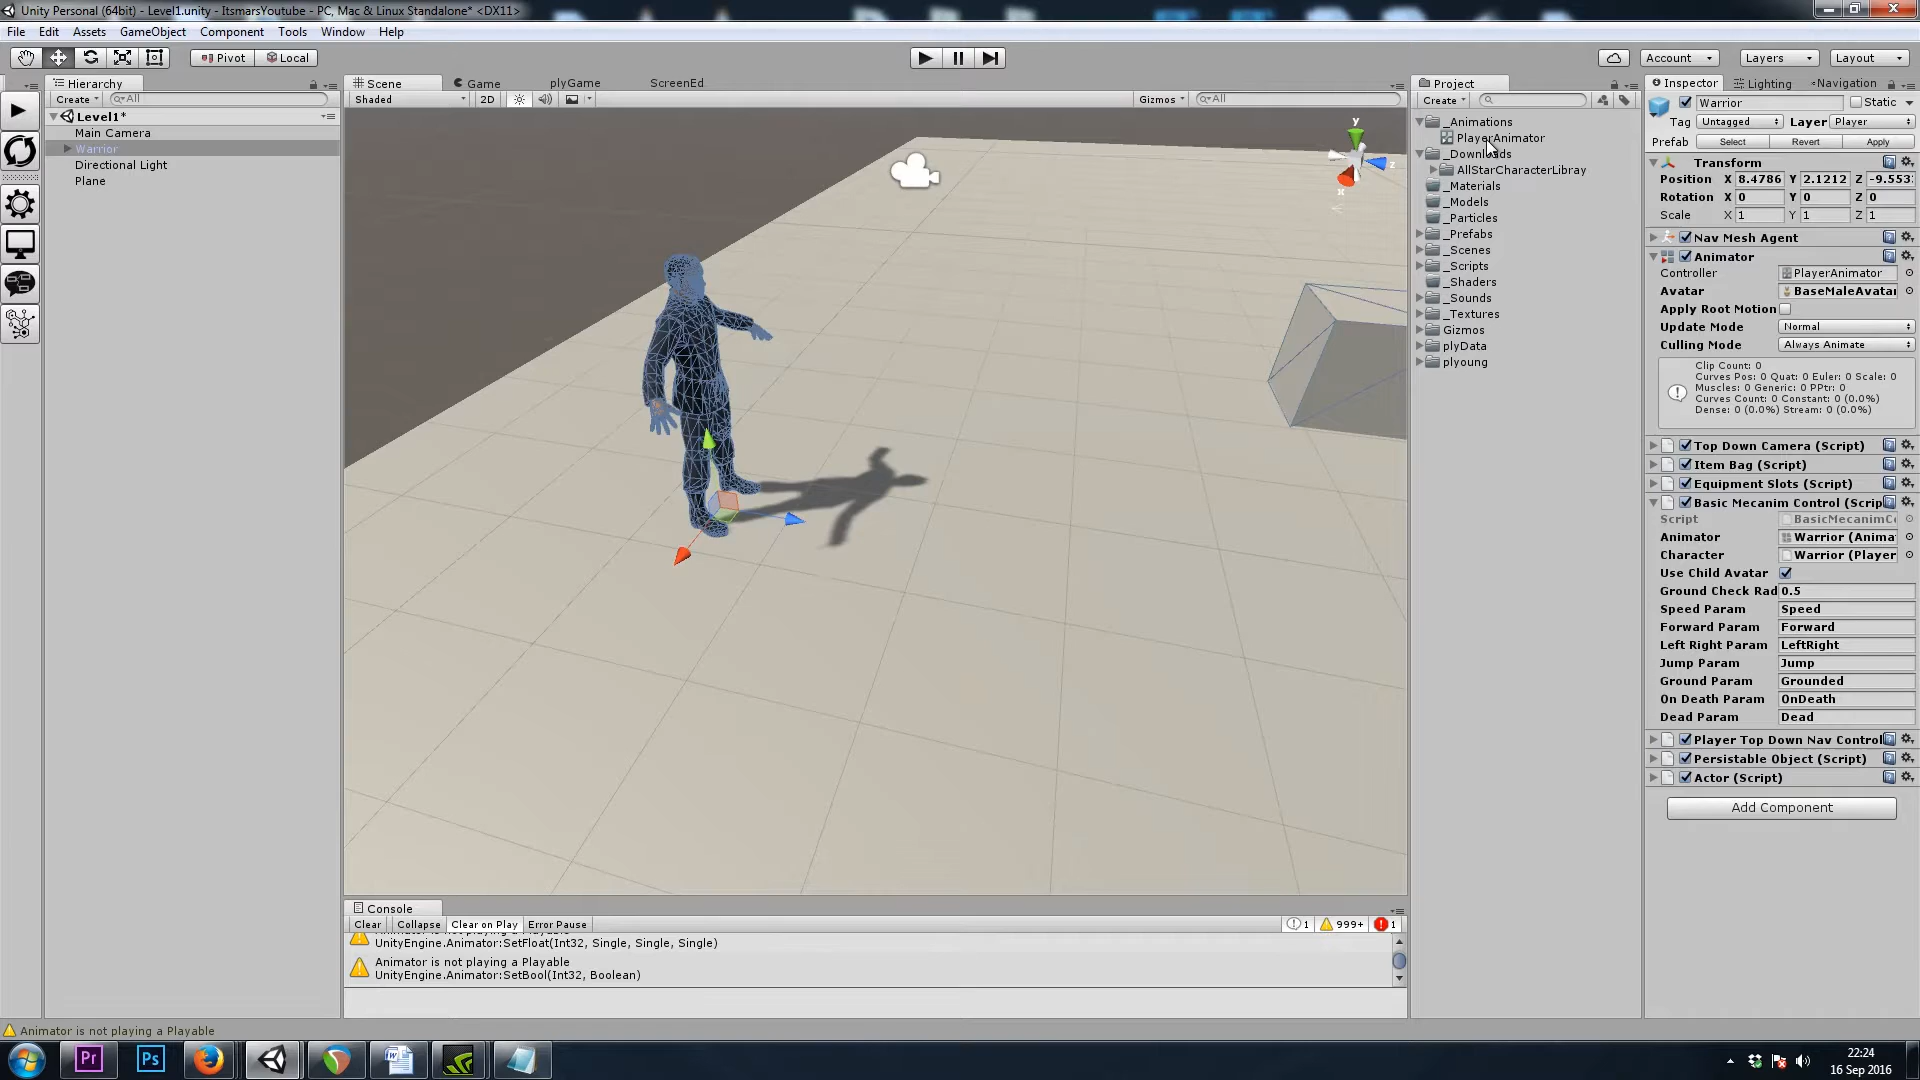 Unity Personal (64bit) - Level1.unity - ItsmarsYoutube - PC, Mac & Linux Standalone* <DX11>
File Edit Assets GameObject Component Tools Window Help
Pivot Local Account Layers Layout
Hierarchy
Create All
Level1*
Main Camera
Warrior
Directional Light
Plane
Scene Game plyGame ScreenEd
Shaded 2D Gizmos All
y
z
x
Project
Create
_Animations
PlayerAnimator
_Downloads
AllStarCharacterLibray
_Materials
_Models
_Particles
_Prefabs
_Scenes
_Scripts
_Shaders
_Sounds
_Textures
Gizmos
plyData
plyoung
Inspector Lighting Navigation
Warrior Static
Tag Untagged Layer Player
Prefab Select Revert Apply
Transform
Position X 8.4786 Y 2.1212 Z -9.553
Rotation X 0 Y 0 Z 0
Scale X 1 Y 1 Z 1
Nav Mesh Agent
Animator
Controller PlayerAnimator
Avatar BaseMaleAvatar
Apply Root Motion
Update Mode Normal
Culling Mode Always Animate
Clip Count: 0
Curves Pos: 0 Quat: 0 Euler: 0 Scale: 0
Muscles: 0 Generic: 0 PPtr: 0
Curves Count: 0 Constant: 0 (0.0%)
Dense: 0 (0.0%) Stream: 0 (0.0%)
Top Down Camera (Script)
Item Bag (Script)
Equipment Slots (Script)
Basic Mecanim Control (Scrip
Script BasicMecanimC
Animator Warrior (Anima
Character Warrior (Player
Use Child Avatar
Ground Check Rad 0.5
Speed Param Speed
Forward Param Forward
Left Right Param LeftRight
Jump Param Jump
Ground Param Grounded
On Death Param OnDeath
Dead Param Dead
Player Top Down Nav Control
Persistable Object (Script)
Actor (Script)
Add Component
Console
Clear Collapse Clear on Play Error Pause 1 999+ 1
Animator is not playing a Playable
UnityEngine.Animator:SetFloat(Int32, Single, Single, Single)
Animator is not playing a Playable
UnityEngine.Animator:SetBool(Int32, Boolean)
Animator is not playing a Playable
Pr Ps
22:24
16 Sep 2016